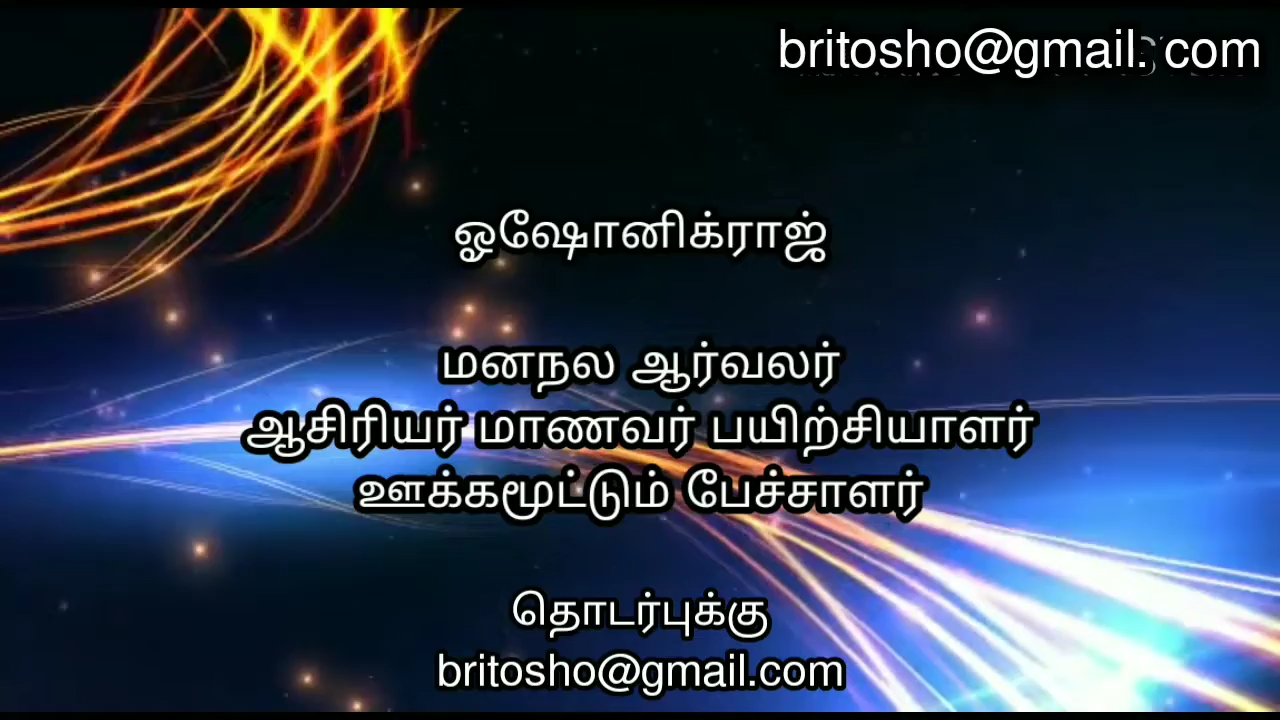 britosho@gmail. com
ஓஷோனிக்ராஜ்
மனநல ஆர்வலர்
ஆசிரியர் மாணவர் பயிற்சியாளர்
ஊக்கமூட்டும் பேச்சாளர்
தொடர்புக்கு
britosho@gmail.com